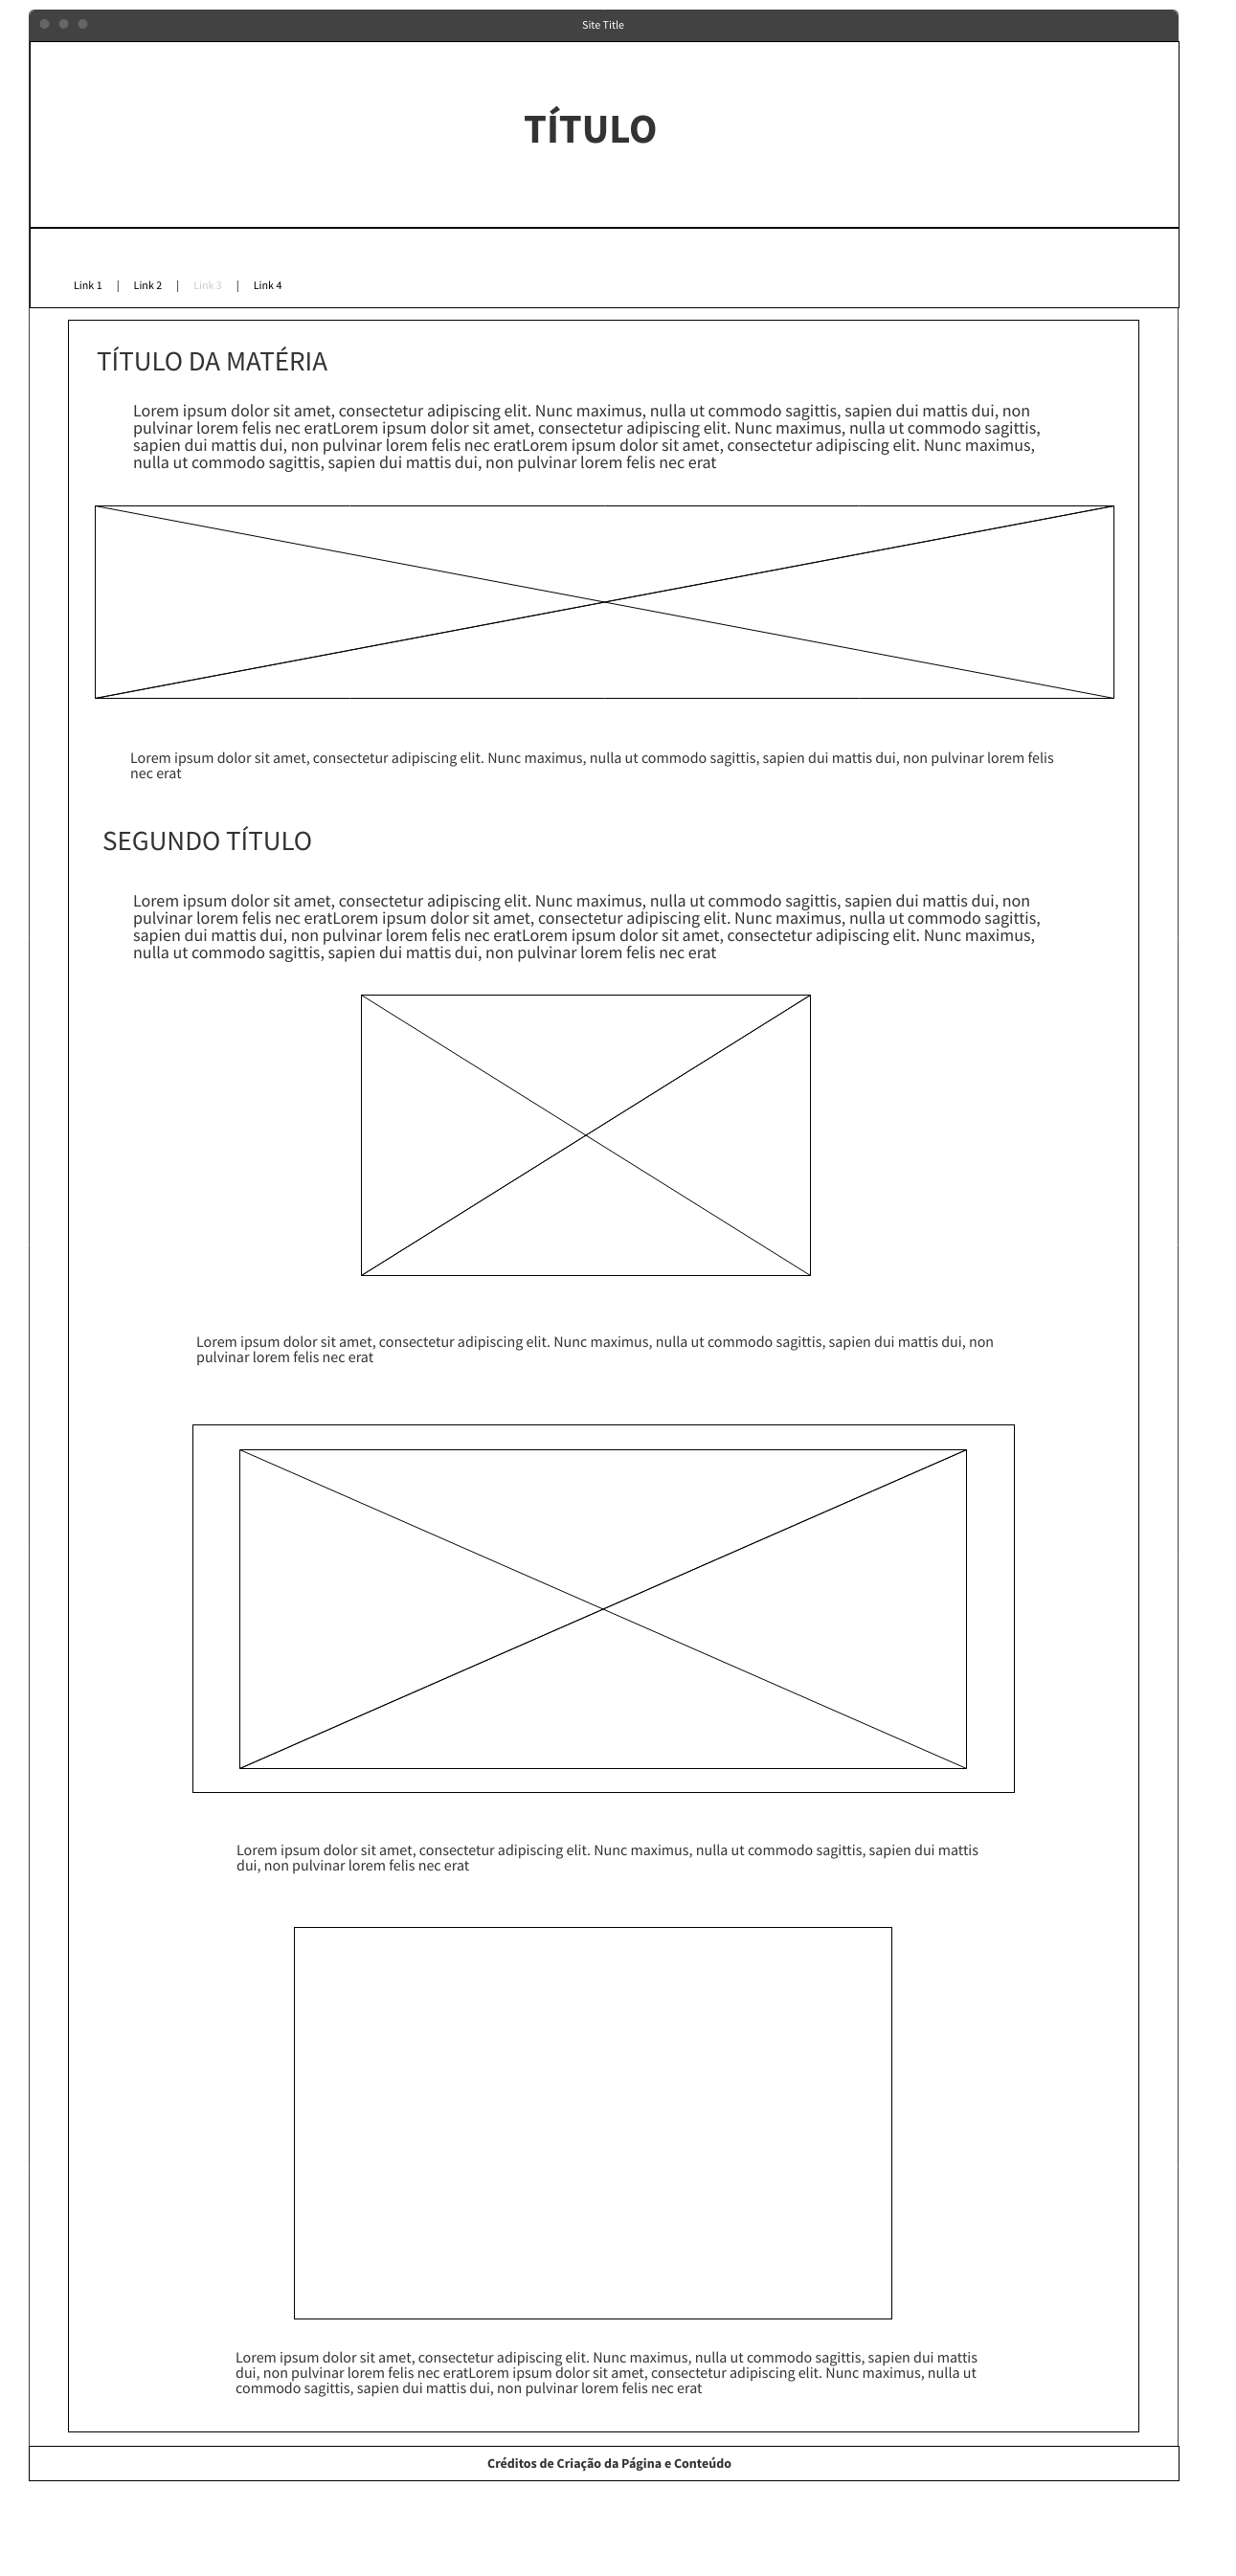 Site Title
TÍTULO
Link 1 | Link 2 | Link 3 | Link 4
TÍTULO DA MATÉRIA
Lorem ipsum dolor sit amet, consectetur adipiscing elit. Nunc maximus, nulla ut commodo sagittis, sapien dui mattis dui, non
pulvinar lorem felis nec eratLorem ipsum dolor sit amet, consectetur adipiscing elit. Nunc maximus, nulla ut commodo sagittis,
sapien dui mattis dui, non pulvinar lorem felis nec eratLorem ipsum dolor sit amet, consectetur adipiscing elit. Nunc maximus,
nulla ut commodo sagittis, sapien dui mattis dui, non pulvinar lorem felis nec erat
Lorem ipsum dolor sit amet, consectetur adipiscing elit. Nunc maximus, nulla ut commodo sagittis, sapien dui mattis dui, non pulvinar lorem felis
nec erat
SEGUNDO TÍTULO
Lorem ipsum dolor sit amet, consectetur adipiscing elit. Nunc maximus, nulla ut commodo sagittis, sapien dui mattis dui, non
pulvinar lorem felis nec eratLorem ipsum dolor sit amet, consectetur adipiscing elit. Nunc maximus, nulla ut commodo sagittis,
sapien dui mattis dui, non pulvinar lorem felis nec eratLorem ipsum dolor sit amet, consectetur adipiscing elit. Nunc maximus,
nulla ut commodo sagittis, sapien dui mattis dui, non pulvinar lorem felis nec erat
Lorem ipsum dolor sit amet, consectetur adipiscing elit. Nunc maximus, nulla ut commodo sagittis, sapien dui mattis dui, non
pulvinar lorem felis nec erat
Lorem ipsum dolor sit amet, consectetur adipiscing elit. Nunc maximus, nulla ut commodo sagittis, sapien dui mattis
dui, non pulvinar lorem felis nec erat
Lorem ipsum dolor sit amet, consectetur adipiscing elit. Nunc maximus, nulla ut commodo sagittis, sapien dui mattis
dui, non pulvinar lorem felis nec eratLorem ipsum dolor sit amet, consectetur adipiscing elit. Nunc maximus, nulla ut
commodo sagittis, sapien dui mattis dui, non pulvinar lorem felis nec erat
Créditos de Criação da Página e Conteúdo